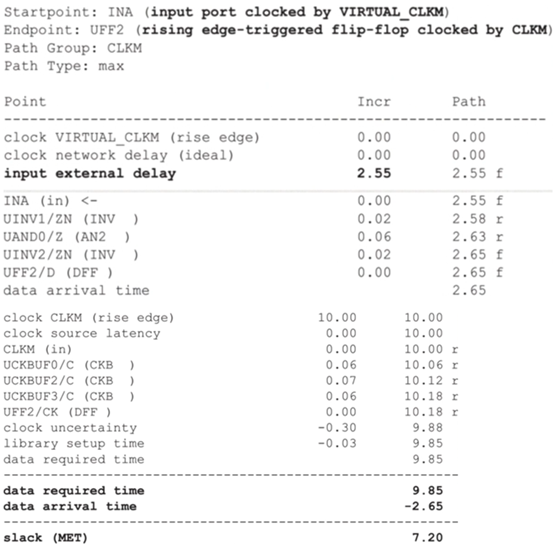 Startpoint: INA (input port clocked by VIRTUAL_CLKM)
Endpoint: UFF2 (rising edge-triggered flip-flop clocked by CLKM)
Path Group: CLKM
Path Type: max
Point Incr Path
---------------------------------------------------------------
clock VIRTUAL_CLKM (rise edge) 0.00 0.00
clock network delay (ideal) 0.00 0.00
input external delay 2.55 2.55 f
INA (in) <- 0.00 2.55 f
UINV1/ZN (INV ) 0.02 2.58 r
UAND0/Z (AN2 ) 0.06 2.63 r
UINV2/ZN (INV ) 0.02 2.65 f
UFF2/D (DFF ) 0.00 2.65 f
data arrival time 2.65
clock CLKM (rise edge) 10.00 10.00
clock source latency 0.00 10.00
CLKM (in) 0.00 10.00 r
UCKBUF0/C (CKB ) 0.06 10.06 r
UCKBUF2/C (CKB ) 0.07 10.12 r
UCKBUF3/C (CKB ) 0.06 10.18 r
UFF2/CK (DFF ) 0.00 10.18 r
clock uncertainty -0.30 9.88
library setup time -0.03 9.85
data required time 9.85
---------------------------------------------------------------
data required time 9.85
data arrival time -2.65
---------------------------------------------------------------
slack (MET) 7.20